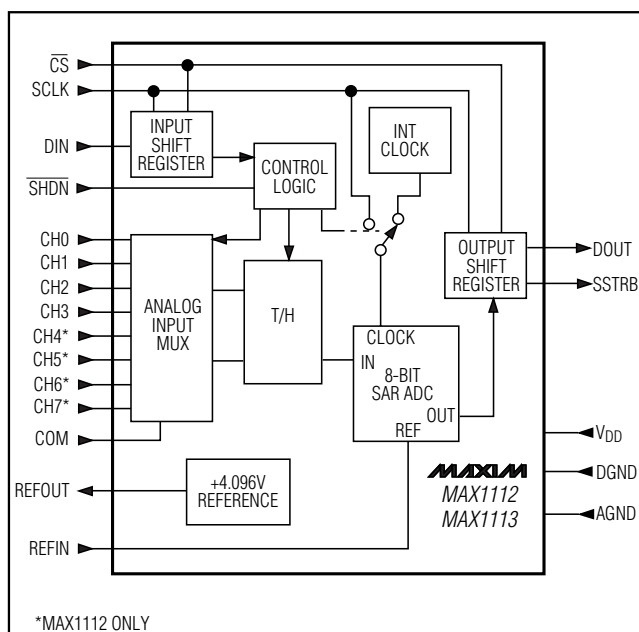 C̅S̅
SCLK
DIN
S̅H̅D̅N̅
CH0
CH1
CH2
CH3
CH4*
CH5*
CH6*
CH7*
COM
REFOUT
REFIN
INPUT
SHIFT
REGISTER
CONTROL
LOGIC
INT
CLOCK
ANALOG
INPUT
MUX
T/H
CLOCK
IN
8-BIT
SAR ADC
OUT
REF
OUTPUT
SHIFT
REGISTER
+4.096V
REFERENCE
MAXIM
MAX1112
MAX1113
DOUT
SSTRB
VDD
DGND
AGND
*MAX1112 ONLY